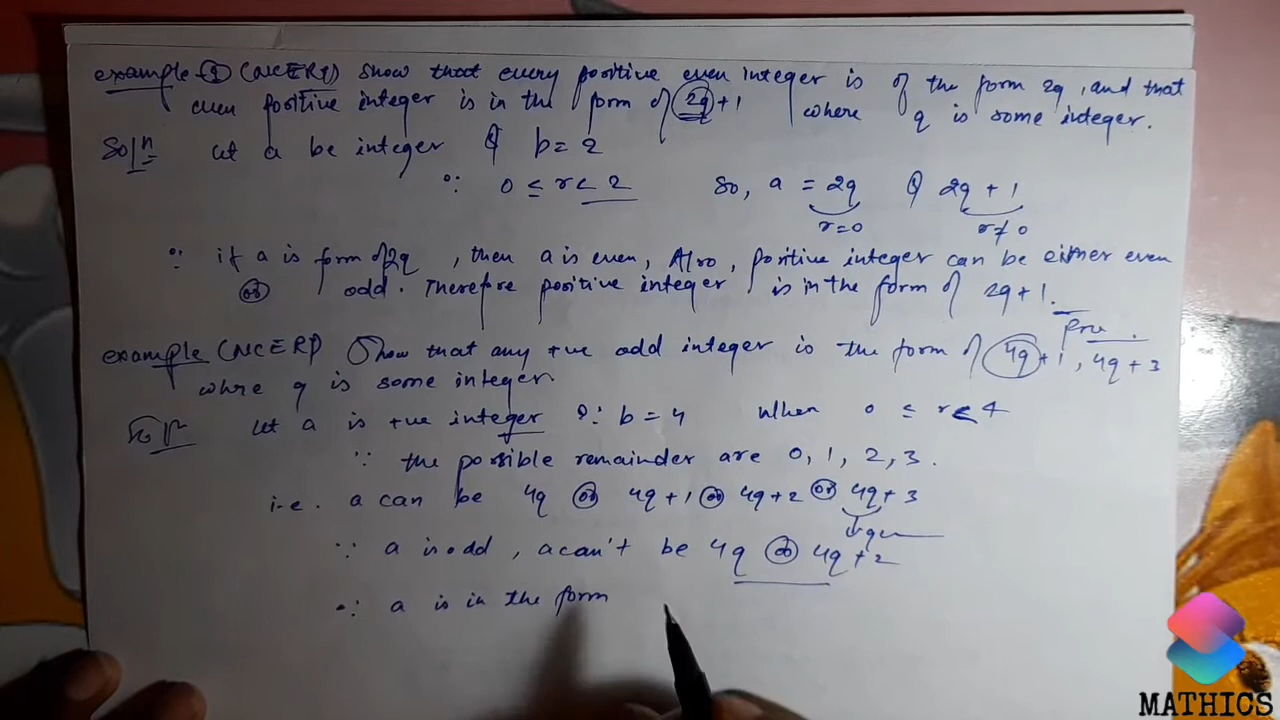 example (1) (NCERT) Show that every positive even integer is of the form 2q, and that
even positive integer is in the form of 2q + 1 where q is some integer.
Soln let a be integer & b = 2
∵ 0 ≤ r < 2 So, a = 2q & 2q + 1
r=0 r≠0
∵ if a is form of 2q, then a is even, Also, positive integer can be either even
or odd. Therefore positive integer is in the form of 2q + 1.
example (NCERT) Show that any +ve odd integer is the form of 4q + 1, 4q + 3
where q is some integer.
Soln let a is +ve integer b = 4 When 0 ≤ r < 4
∵ the possible remainder are 0, 1, 2, 3.
i.e. a can be 4q or 4q + 1 or 4q + 2 or 4q + 3
∵ a is odd, a can't be 4q or 4q + 2
∴ a is in the form
MATHICS